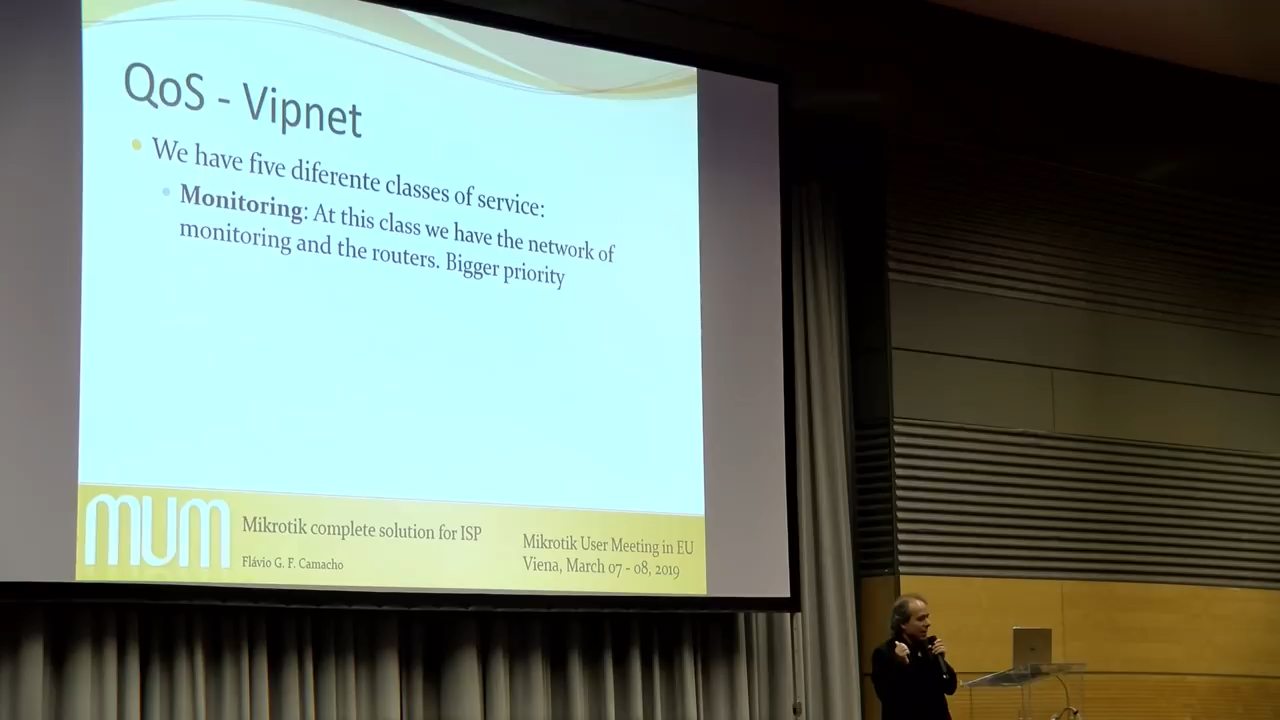 QoS - Vipnet
We have five diferente classes of service:
Monitoring: At this class we have the network of
monitoring and the routers. Bigger priority
MUM
Mikrotik complete solution for ISP
Flávio G. F. Camacho
Mikrotik User Meeting in EU
Viena, March 07 - 08, 2019